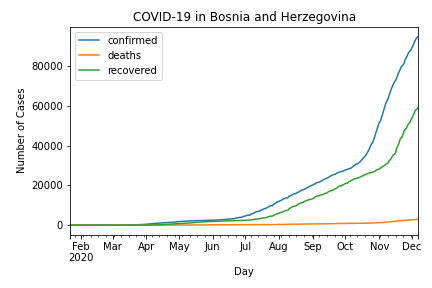 COVID-19 in Bosnia and Herzegovina
confirmed
deaths
recovered
Number of Cases
80000
60000
40000
20000
0
Feb Mar Apr May Jun Jul Aug Sep Oct Nov Dec
2020
Day